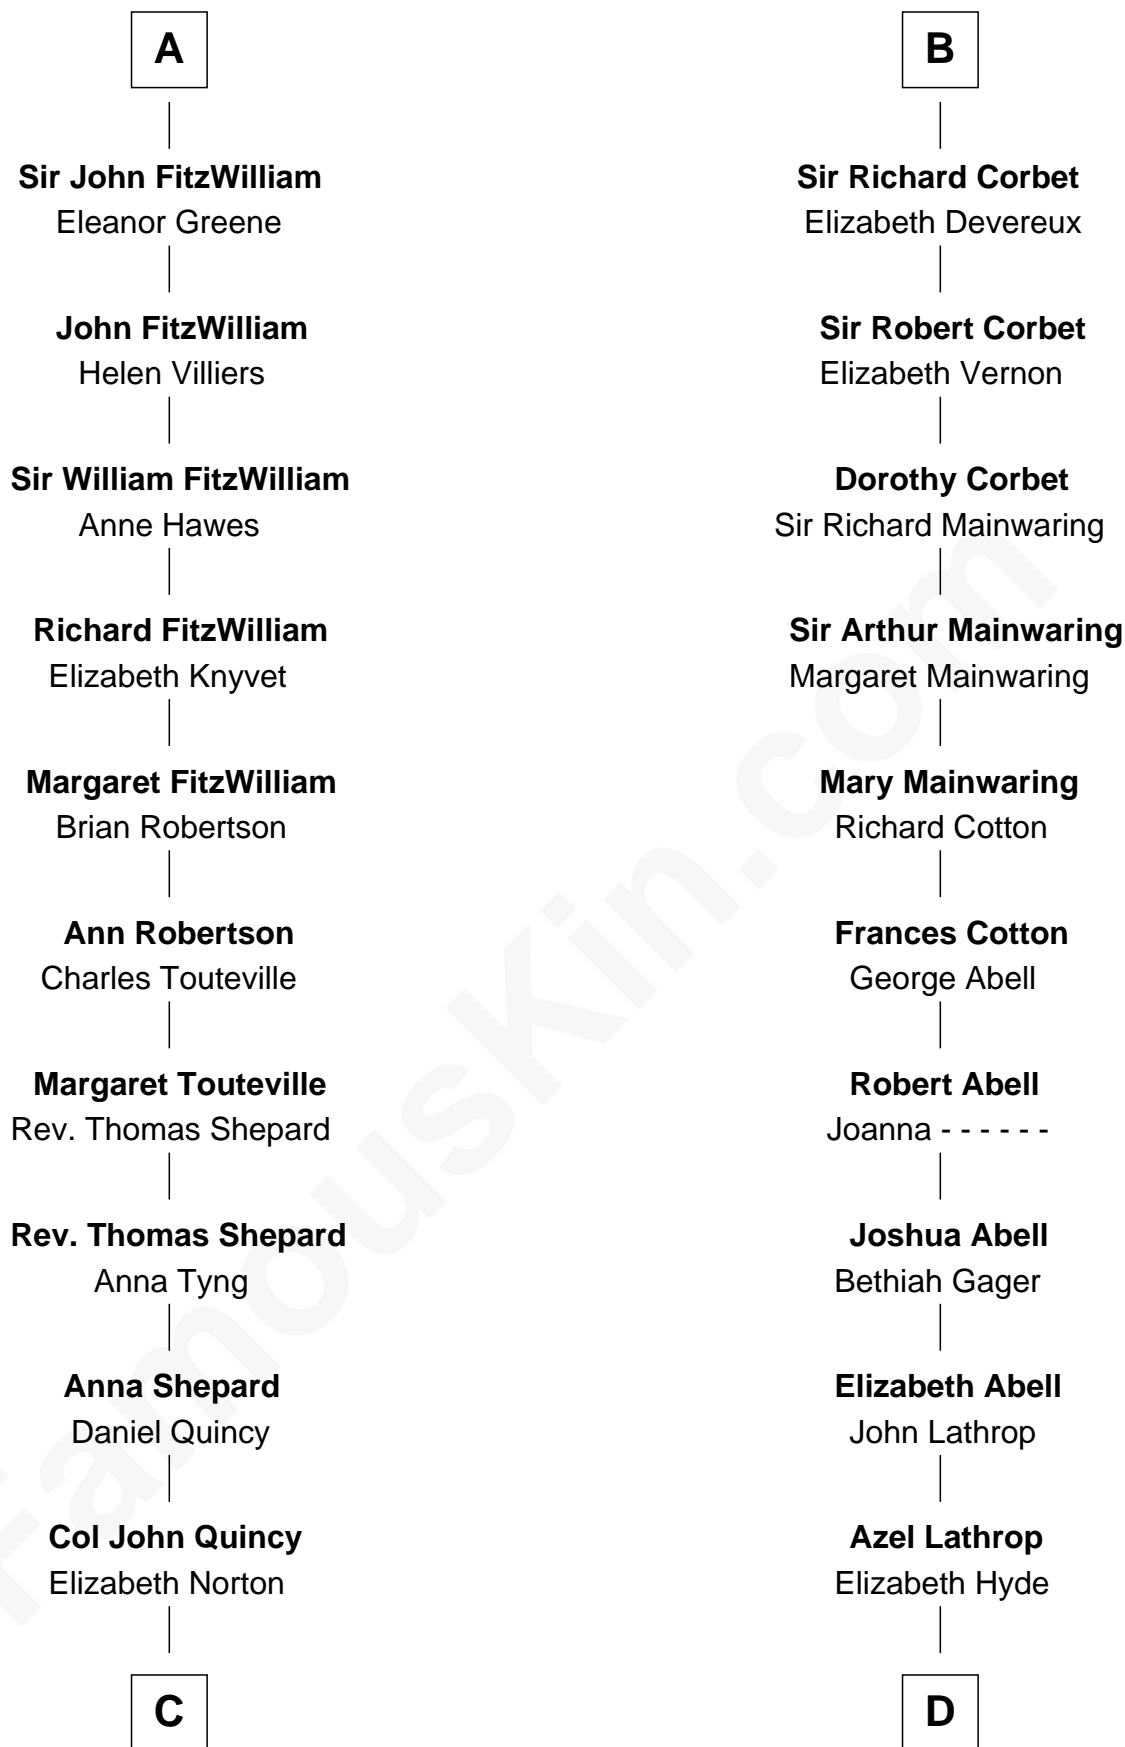 A
Sir John FitzWilliam
Eleanor Greene
John FitzWilliam
Helen Villiers
Sir William FitzWilliam
Anne Hawes
Richard FitzWilliam
Elizabeth Knyvet
Margaret FitzWilliam
Brian Robertson
Ann Robertson
Charles Touteville
Margaret Touteville
Rev. Thomas Shepard
Rev. Thomas Shepard
Anna Tyng
Anna Shepard
Daniel Quincy
Col John Quincy
Elizabeth Norton
C
B
Sir Richard Corbet
Elizabeth Devereux
Sir Robert Corbet
Elizabeth Vernon
Dorothy Corbet
Sir Richard Mainwaring
Sir Arthur Mainwaring
Margaret Mainwaring
Mary Mainwaring
Richard Cotton
Frances Cotton
George Abell
Robert Abell
Joanna - - - - - -
Joshua Abell
Bethiah Gager
Elizabeth Abell
John Lathrop
Azel Lathrop
Elizabeth Hyde
D
FamousKin.com